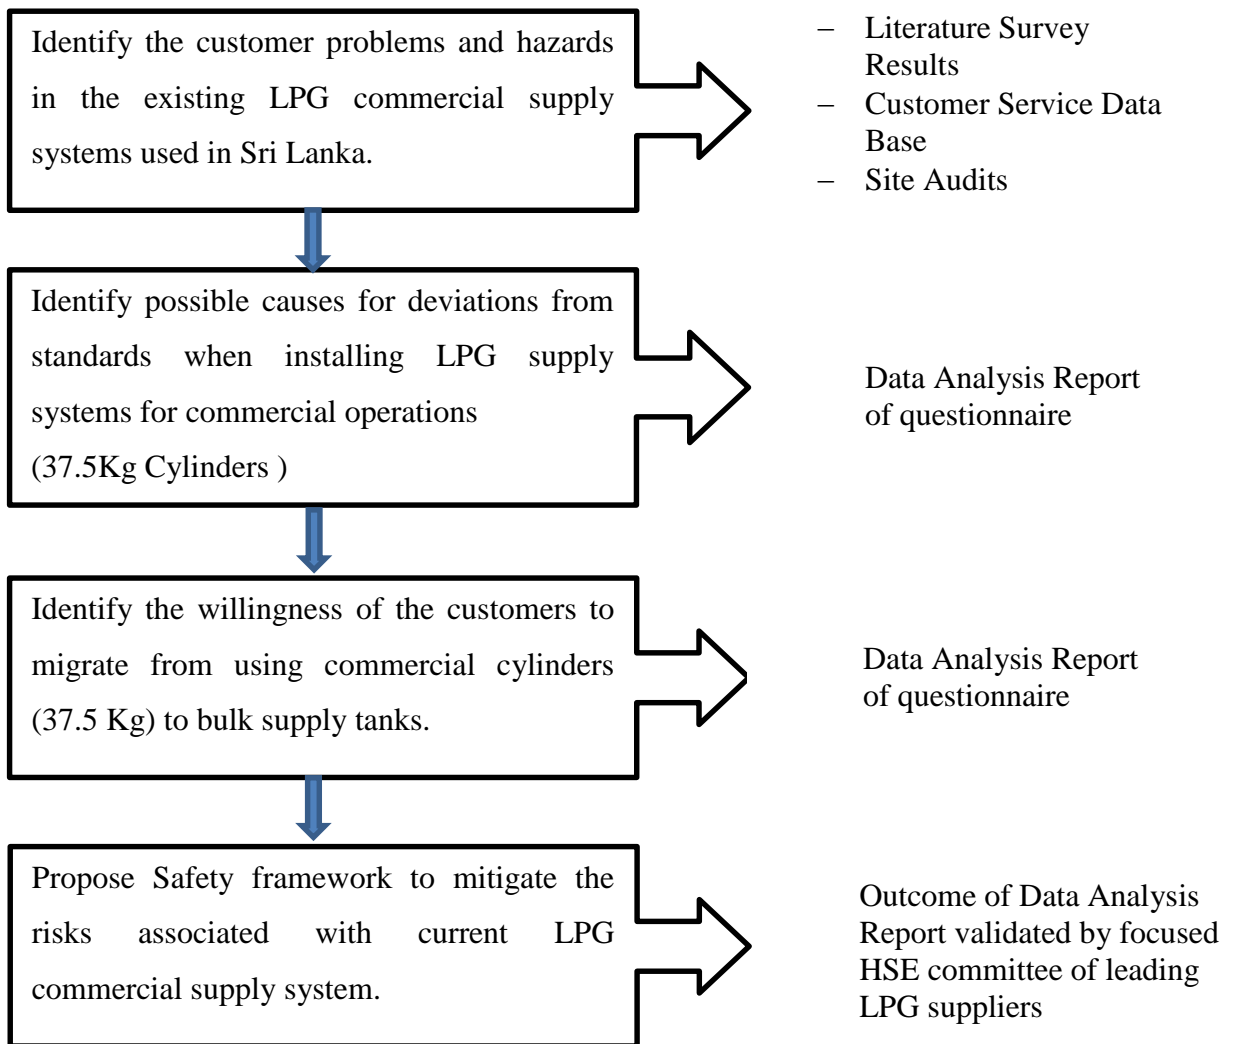 Identify the customer problems and hazards
in the existing LPG commercial supply
systems used in Sri Lanka.
– Literature Survey
Results
– Customer Service Data
Base
– Site Audits
Identify possible causes for deviations from
standards when installing LPG supply
systems for commercial operations
(37.5Kg Cylinders )
Data Analysis Report
of questionnaire
Identify the willingness of the customers to
migrate from using commercial cylinders
(37.5 Kg) to bulk supply tanks.
Data Analysis Report
of questionnaire
Propose Safety framework to mitigate the
risks associated with current LPG
commercial supply system.
Outcome of Data Analysis
Report validated by focused
HSE committee of leading
LPG suppliers